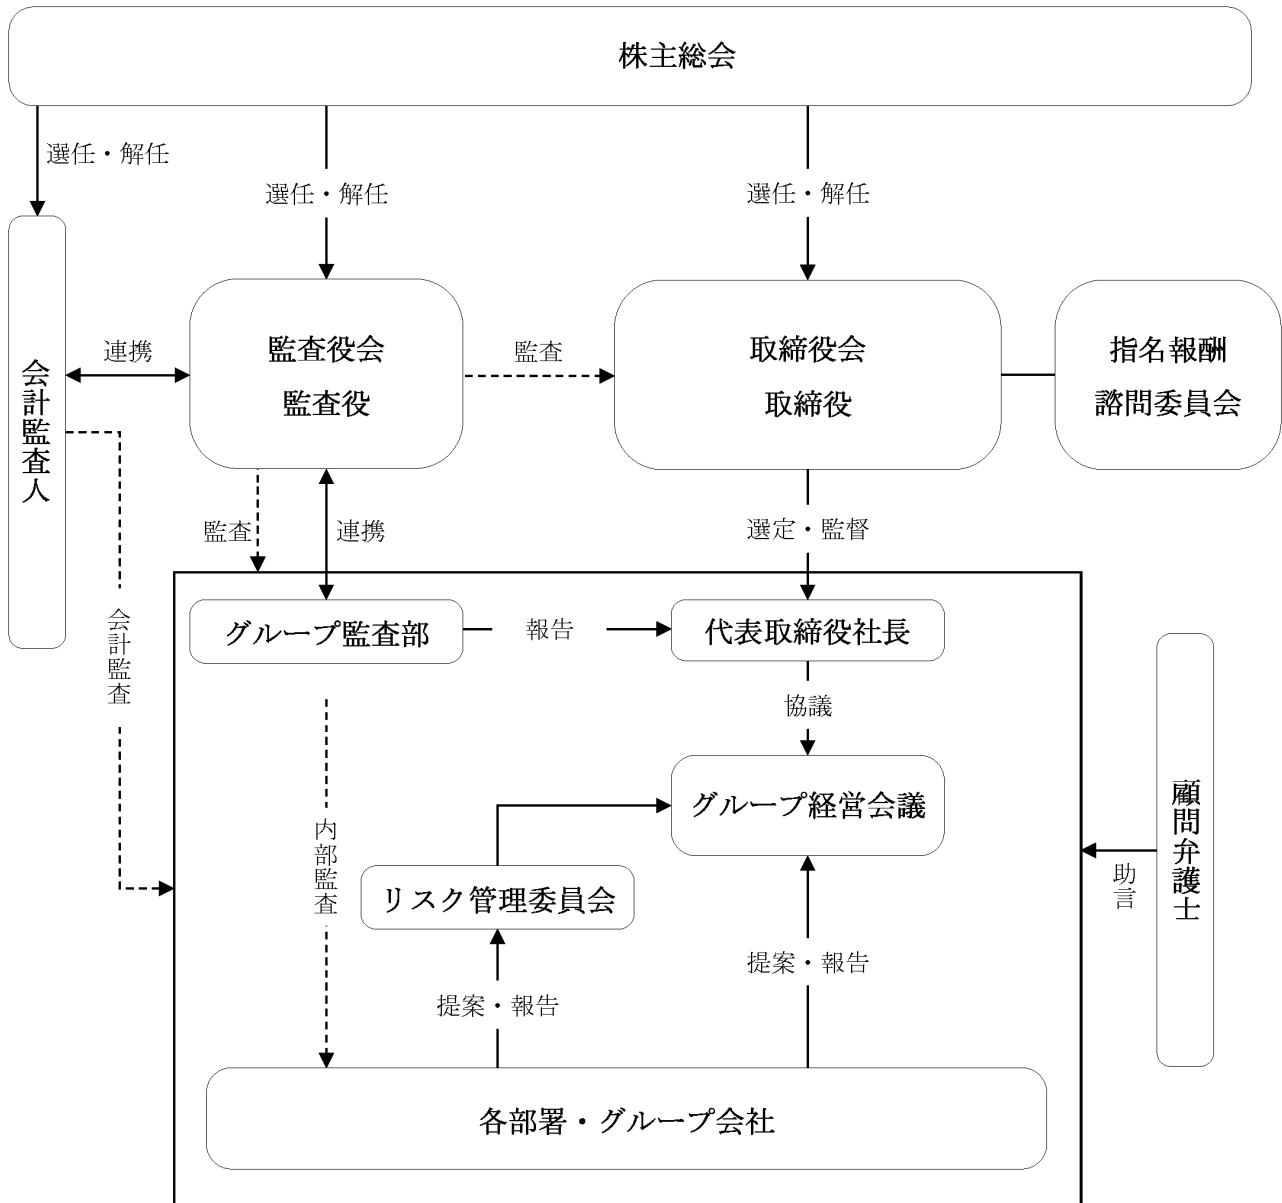 株主総会
選任・解任
選任・解任
選任・解任
会計監査人
連携
監査役会
監査役
監査
取締役会
取締役
指名報酬
諮問委員会
監査
連携
選定・監督
会計監査
グループ監査部
報告
代表取締役社長
協議
グループ経営会議
内部監査
リスク管理委員会
提案・報告
提案・報告
顧問弁護士
助言
各部署・グループ会社